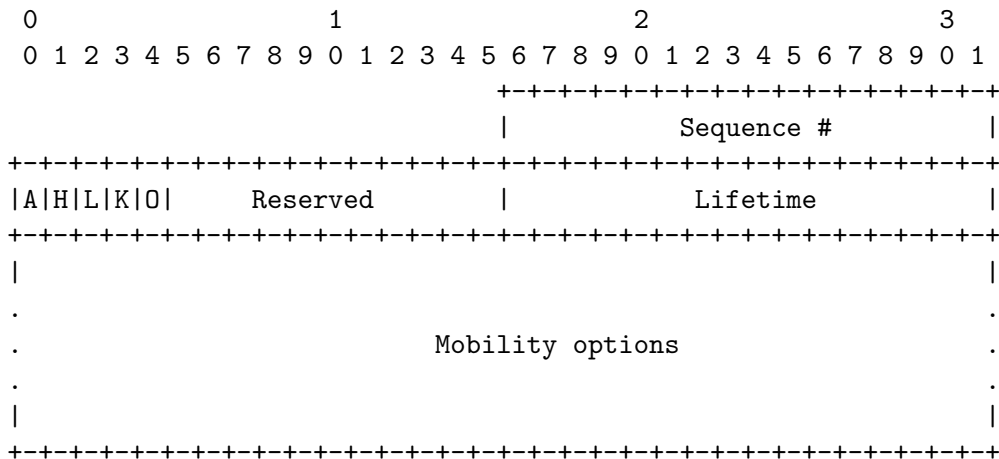 0                   1                   2                   3
0 1 2 3 4 5 6 7 8 9 0 1 2 3 4 5 6 7 8 9 0 1 2 3 4 5 6 7 8 9 0 1
                               +-+-+-+-+-+-+-+-+-+-+-+-+-+-+-+-+
                               |           Sequence #          |
+-+-+-+-+-+-+-+-+-+-+-+-+-+-+-+-+-+-+-+-+-+-+-+-+-+-+-+-+-+-+-+-+
|A|H|L|K|O|     Reserved        |            Lifetime           |
+-+-+-+-+-+-+-+-+-+-+-+-+-+-+-+-+-+-+-+-+-+-+-+-+-+-+-+-+-+-+-+-+
|                                                               |
.                                                               .
.                           Mobility options                    .
.                                                               .
|                                                               |
+-+-+-+-+-+-+-+-+-+-+-+-+-+-+-+-+-+-+-+-+-+-+-+-+-+-+-+-+-+-+-+-+